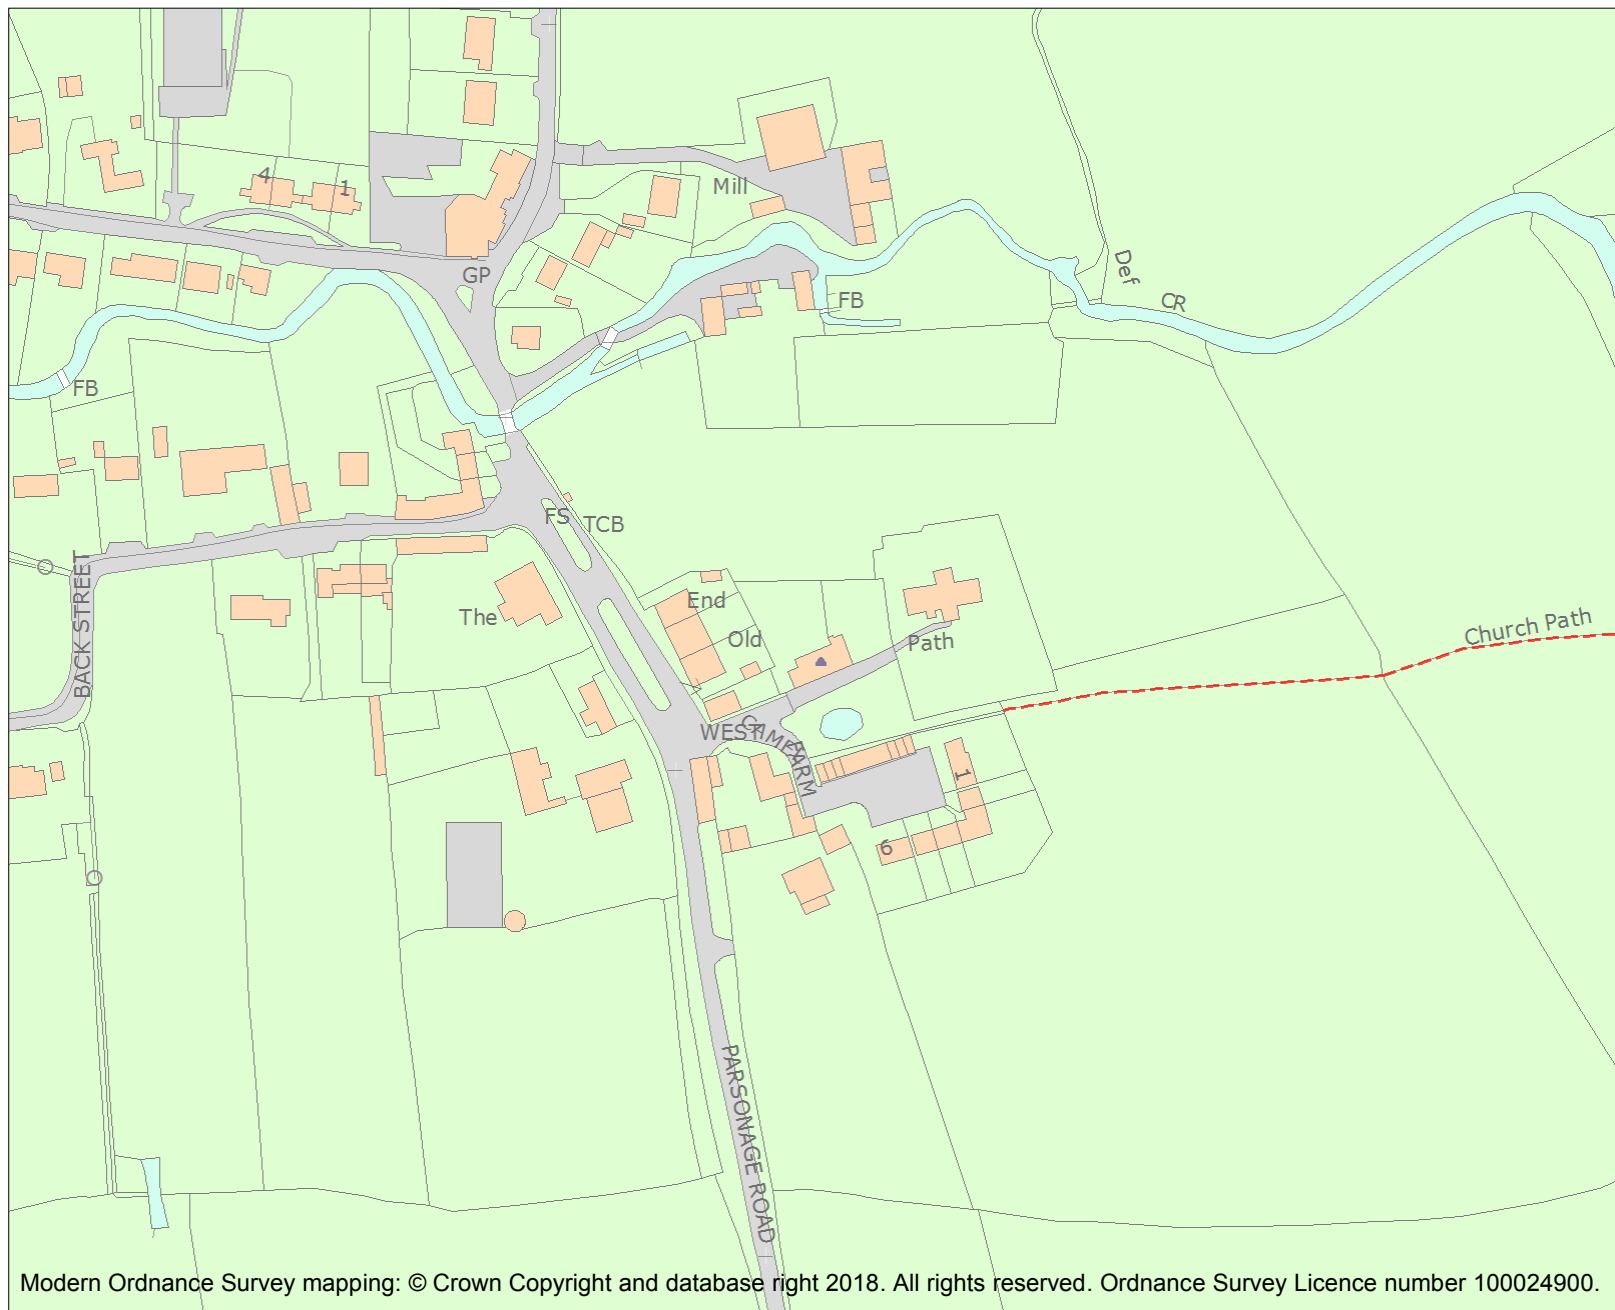 4
1
Mill
GP
Def
CR
FB
FB
FS
TCB
BACK STREET
The
End
Old
Path
Church Path
WEST
CAMP
FARM
1
6
PARSONAGE ROAD
Modern Ordnance Survey mapping: © Crown Copyright and database right 2018. All rights reserved. Ordnance Survey Licence number 100024900.